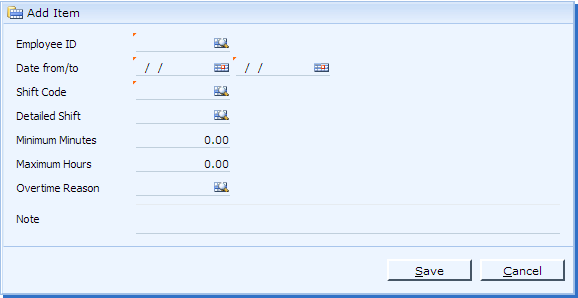 Add Item
Employee ID
Date from/to / / / /
Shift Code
Detailed Shift
Minimum Minutes 0.00
Maximum Hours 0.00
Overtime Reason
Note
Save Cancel